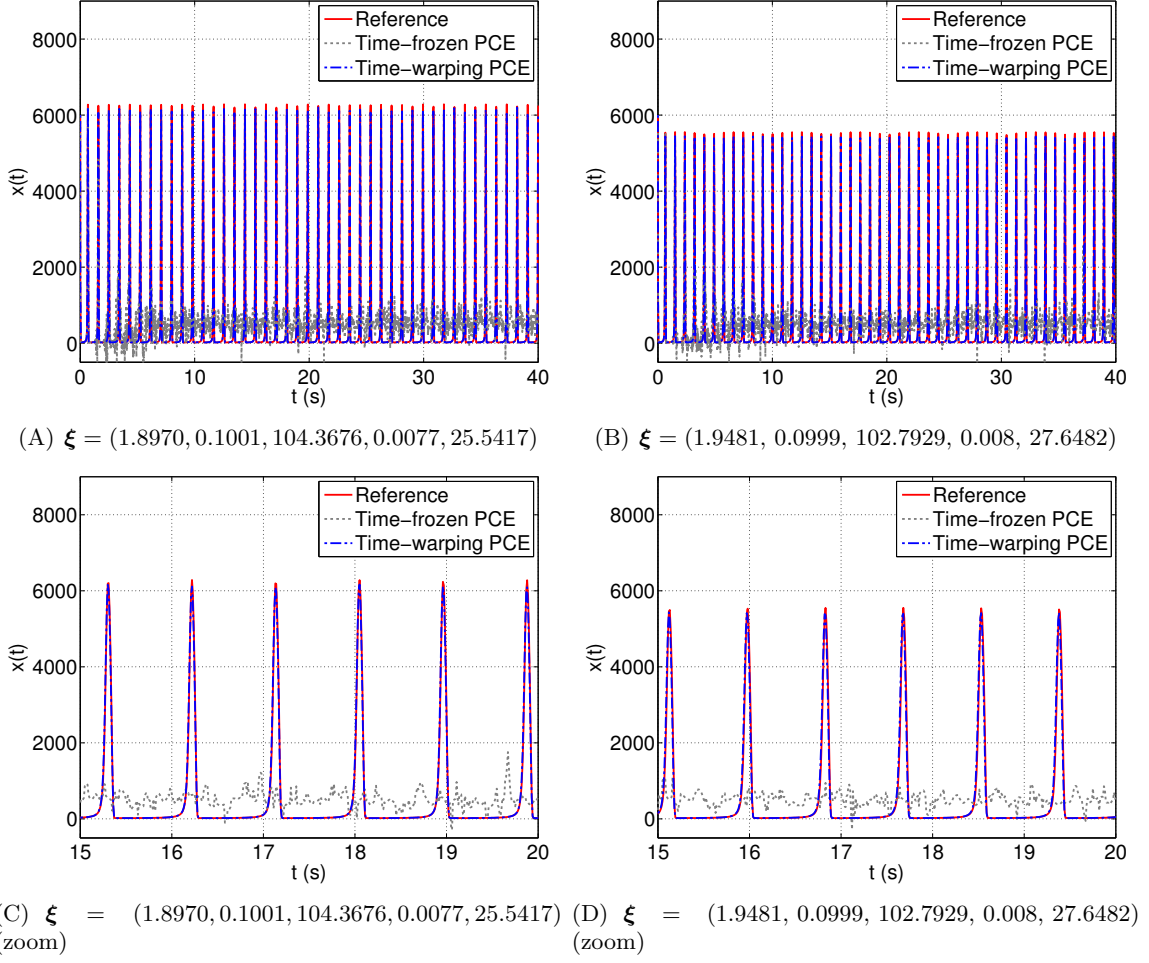 Reference
Time−frozen PCE
Time−warping PCE
8000
6000
4000
2000
0
x(t)
0 10 20 30 40
t (s)
(A) ξ = (1.8970, 0.1001, 104.3676, 0.0077, 25.5417)
Reference
Time−frozen PCE
Time−warping PCE
8000
6000
4000
2000
0
x(t)
0 10 20 30 40
t (s)
(B) ξ = (1.9481, 0.0999, 102.7929, 0.008, 27.6482)
Reference
Time−frozen PCE
Time−warping PCE
8000
6000
4000
2000
0
x(t)
15 16 17 18 19 20
t (s)
(C) ξ = (1.8970, 0.1001, 104.3676, 0.0077, 25.5417)
(zoom)
Reference
Time−frozen PCE
Time−warping PCE
8000
6000
4000
2000
0
x(t)
15 16 17 18 19 20
t (s)
(D) ξ = (1.9481, 0.0999, 102.7929, 0.008, 27.6482)
(zoom)